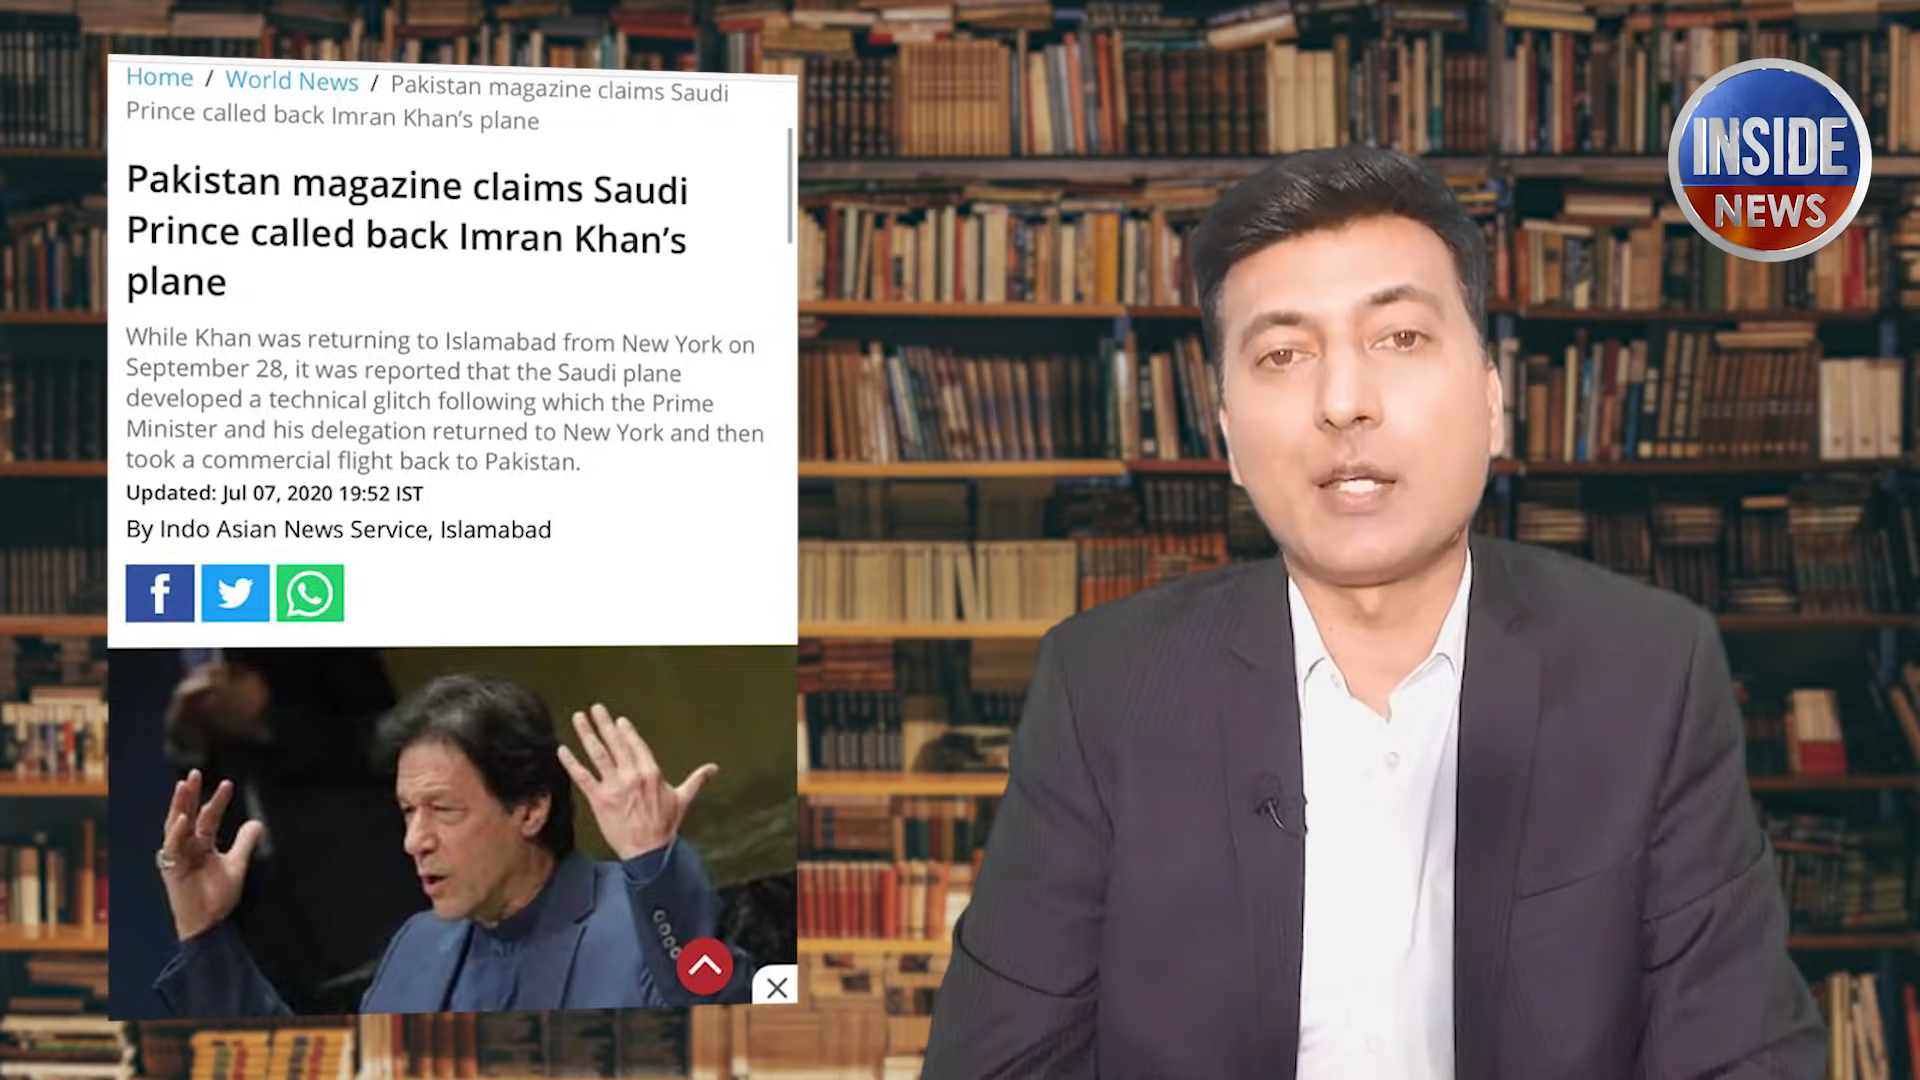 Home / World News / Pakistan magazine claims Saudi
Prince called back Imran Khan's plane
Pakistan magazine claims Saudi
Prince called back Imran Khan's
plane
While Khan was returning to Islamabad from New York on
September 28, it was reported that the Saudi plane
developed a technical glitch following which the Prime
Minister and his delegation returned to New York and then
took a commercial flight back to Pakistan.
Updated: Jul 07, 2020 19:52 IST
By Indo Asian News Service, Islamabad
INSIDE
NEWS